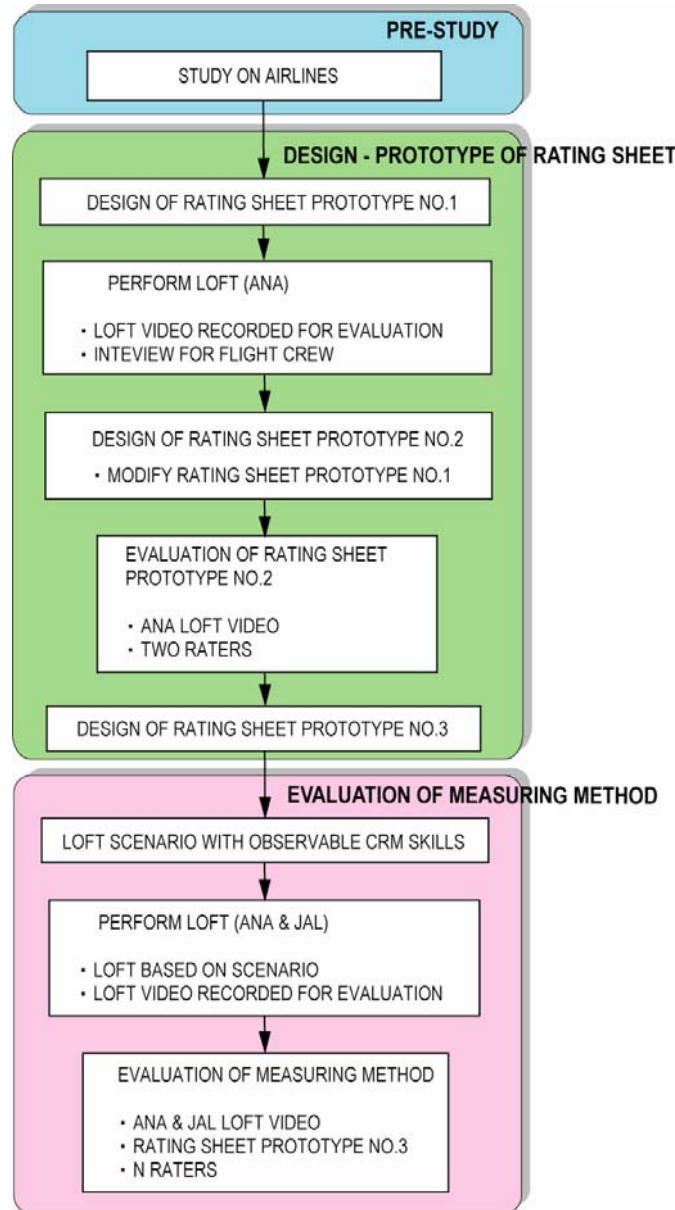 PRE-STUDY
STUDY ON AIRLINES
DESIGN - PROTOTYPE OF RATING SHEET
DESIGN OF RATING SHEET PROTOTYPE NO.1
PERFORM LOFT (ANA)
・LOFT VIDEO RECORDED FOR EVALUATION
・INTEVIEW FOR FLIGHT CREW
DESIGN OF RATING SHEET PROTOTYPE NO.2
・MODIFY RATING SHEET PROTOTYPE NO.1
EVALUATION OF RATING SHEET
PROTOTYPE NO.2
・ANA LOFT VIDEO
・TWO RATERS
DESIGN OF RATING SHEET PROTOTYPE NO.3
EVALUATION OF MEASURING METHOD
LOFT SCENARIO WITH OBSERVABLE CRM SKILLS
PERFORM LOFT (ANA & JAL)
・LOFT BASED ON SCENARIO
・LOFT VIDEO RECORDED FOR EVALUATION
EVALUATION OF MEASURING METHOD
・ANA & JAL LOFT VIDEO
・RATING SHEET PROTOTYPE NO.3
・N RATERS